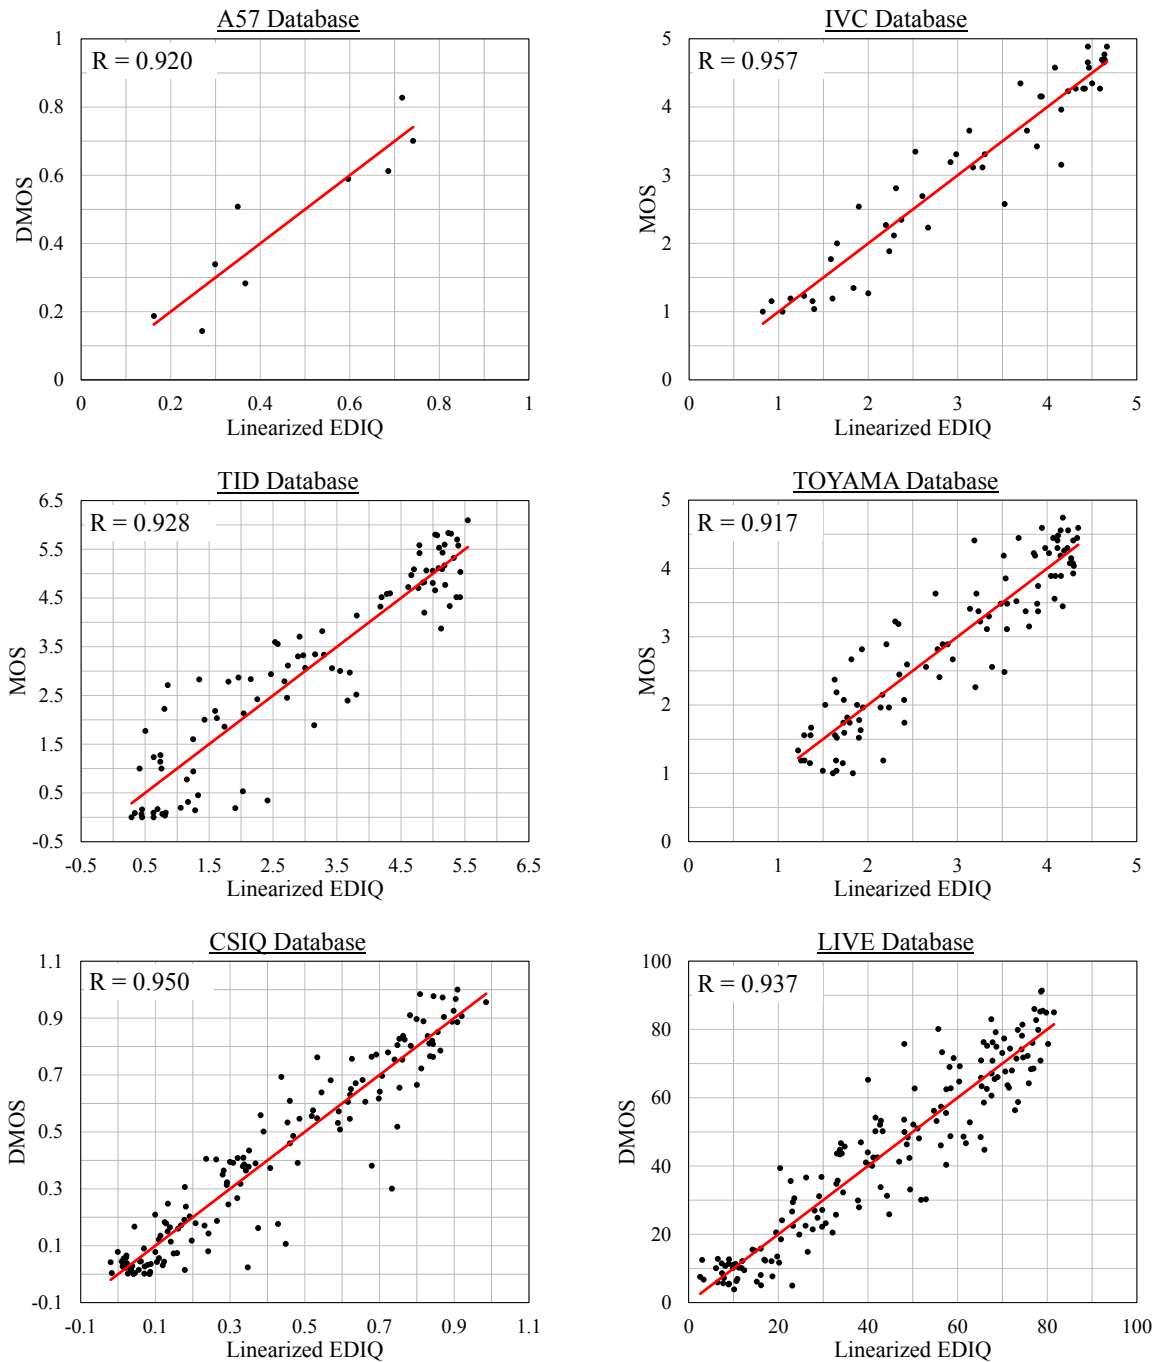 A57 Database
R = 0.920
1
0.8
0.6
0.4
0.2
0
DMOS
0 0.2 0.4 0.6 0.8 1
Linearized EDIQ
IVC Database
R = 0.957
5
4
3
2
1
0
MOS
0 1 2 3 4 5
Linearized EDIQ
TID Database
R = 0.928
6.5
5.5
4.5
3.5
2.5
1.5
0.5
-0.5
MOS
-0.5 0.5 1.5 2.5 3.5 4.5 5.5 6.5
Linearized EDIQ
TOYAMA Database
R = 0.917
5
4
3
2
1
0
MOS
0 1 2 3 4 5
Linearized EDIQ
CSIQ Database
R = 0.950
1.1
0.9
0.7
0.5
0.3
0.1
-0.1
DMOS
-0.1 0.1 0.3 0.5 0.7 0.9 1.1
Linearized EDIQ
LIVE Database
R = 0.937
100
80
60
40
20
0
DMOS
0 20 40 60 80 100
Linearized EDIQ